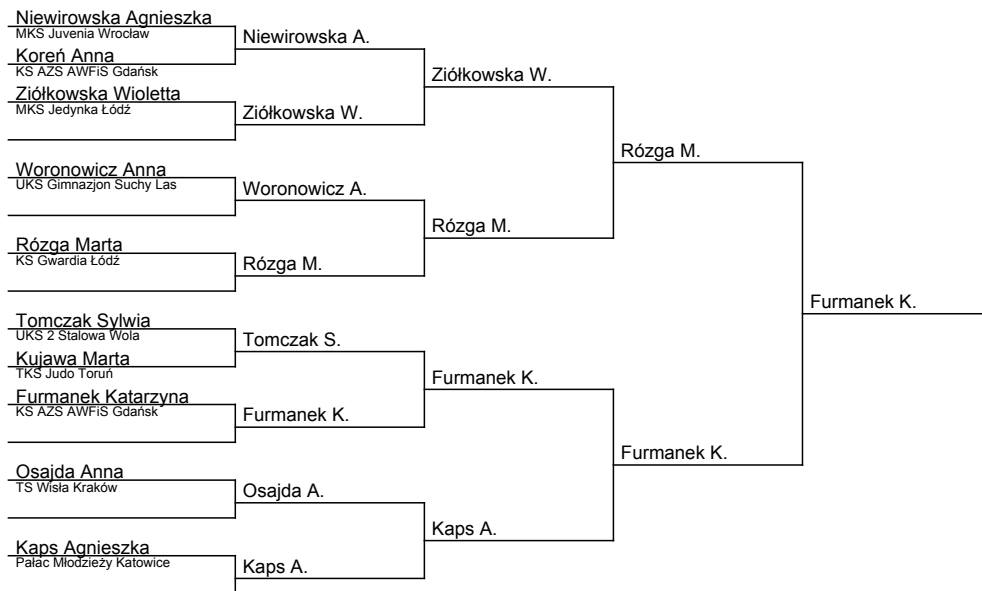 Niewirowska Agnieszka
MKS Juvenia Wrocław
Koreń Anna
KS AZS AWFiS Gdańsk
Ziółkowska Wioletta
MKS Jedynka Łódź
Woronowicz Anna
UKS Gimnazjon Suchy Las
Rózga Marta
KS Gwardia Łódź
Tomczak Sylwia
UKS 2 Stalowa Wola
Kujawa Marta
TKS Judo Toruń
Furmanek Katarzyna
KS AZS AWFiS Gdańsk
Osajda Anna
TS Wisła Kraków
Kaps Agnieszka
Pałac Młodzieży Katowice
Niewirowska A.
Ziółkowska W.
Woronowicz A.
Rózga M.
Tomczak S.
Furmanek K.
Osajda A.
Kaps A.
Ziółkowska W.
Rózga M.
Furmanek K.
Kaps A.
Rózga M.
Furmanek K.
Furmanek K.